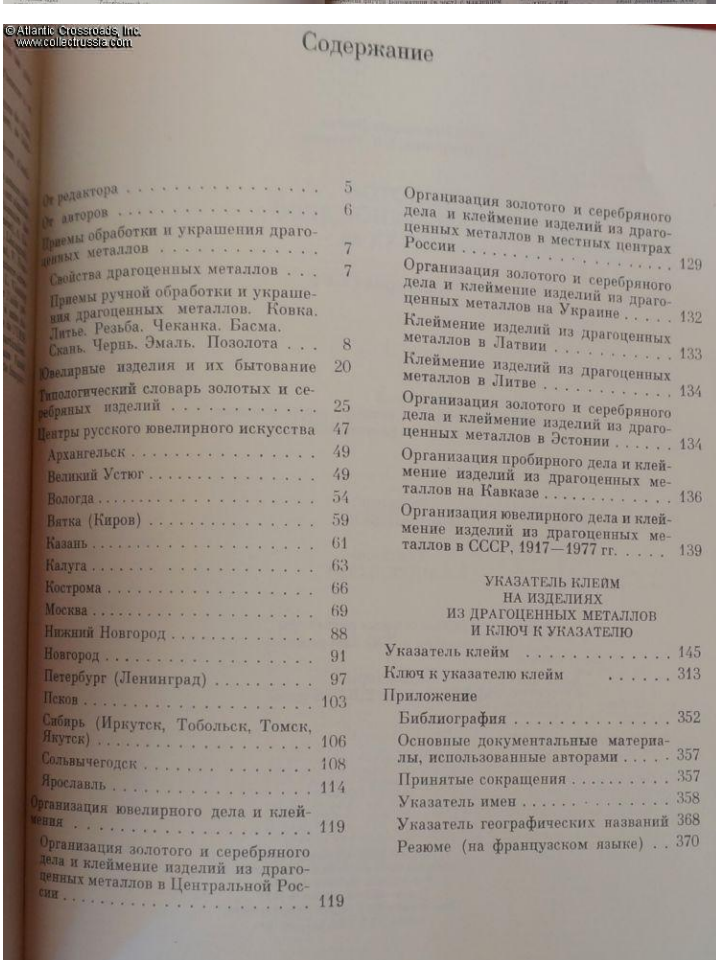 © Atlantic Crossroads, Inc.
www.collectrussia.com
Содержание
От редактора . . . . . . . . . . . . . . . . 5
От авторов . . . . . . . . . . . . . . . . . 6
Приемы обработки и украшения драго-
ценных металлов . . . . . . . . . . . . . 7
Свойства драгоценных металлов . . . 7
Приемы ручной обработки и украше-
ния драгоценных металлов. Ковка.
Литье. Резьба. Чеканка. Басма.
Скань. Чернь. Эмаль. Позолота . . . 8
Ювелирные изделия и их бытование 20
Типологический словарь золотых и се-
ребряных изделий . . . . . . . . . . . . 25
Центры русского ювелирного искусства 47
Архангельск . . . . . . . . . . . . . . . . 49
Великий Устюг . . . . . . . . . . . . . . 49
Вологда . . . . . . . . . . . . . . . . . . 54
Вятка (Киров) . . . . . . . . . . . . . . 59
Казань . . . . . . . . . . . . . . . . . . . 61
Калуга . . . . . . . . . . . . . . . . . . . 63
Кострома . . . . . . . . . . . . . . . . . 66
Москва . . . . . . . . . . . . . . . . . . 69
Нижний Новгород . . . . . . . . . . . . 88
Новгород . . . . . . . . . . . . . . . . . 91
Петербург (Ленинград) . . . . . . . . . 97
Псков . . . . . . . . . . . . . . . . . . . 103
Сибирь (Иркутск, Тобольск, Томск,
Якутск) . . . . . . . . . . . . . . . . . . 106
Сольвычегодск . . . . . . . . . . . . . . 108
Ярославль . . . . . . . . . . . . . . . . 114
Организация ювелирного дела и клей-
мения . . . . . . . . . . . . . . . . . . . 119
Организация золотого и серебряного
дела и клеймение изделий из драго-
ценных металлов в Центральной Рос-
сии . . . . . . . . . . . . . . . . . . . . 119
Организация золотого и серебряного
дела и клеймение изделий из драго-
ценных металлов в местных центрах
России . . . . . . . . . . . . . . . . . . 129
Организация золотого и серебряного
дела и клеймение изделий из драго-
ценных металлов на Украине . . . . . 132
Клеймение изделий из драгоценных
металлов в Латвии . . . . . . . . . . . 133
Клеймение изделий из драгоценных
металлов в Литве . . . . . . . . . . . . 134
Организация золотого и серебряного
дела и клеймение изделий из драго-
ценных металлов в Эстонии . . . . . . 134
Организация пробирного дела и клей-
мение изделий из драгоценных ме-
таллов на Кавказе . . . . . . . . . . . . 136
Организация ювелирного дела и клей-
мение изделий из драгоценных ме-
таллов в СССР, 1917—1977 гг. . . . . . 139
УКАЗАТЕЛЬ КЛЕЙМ
НА ИЗДЕЛИЯХ
ИЗ ДРАГОЦЕННЫХ МЕТАЛЛОВ
И КЛЮЧ К УКАЗАТЕЛЮ
Указатель клейм . . . . . . . . . . . . . 145
Ключ к указателю клейм . . . . . . 313
Приложение
Библиография . . . . . . . . . . . . . . 352
Основные документальные материа-
лы, использованные авторами . . . . . 357
Принятые сокращения . . . . . . . . . 357
Указатель имен . . . . . . . . . . . . . 358
Указатель географических названий 368
Резюме (на французском языке) . . 370